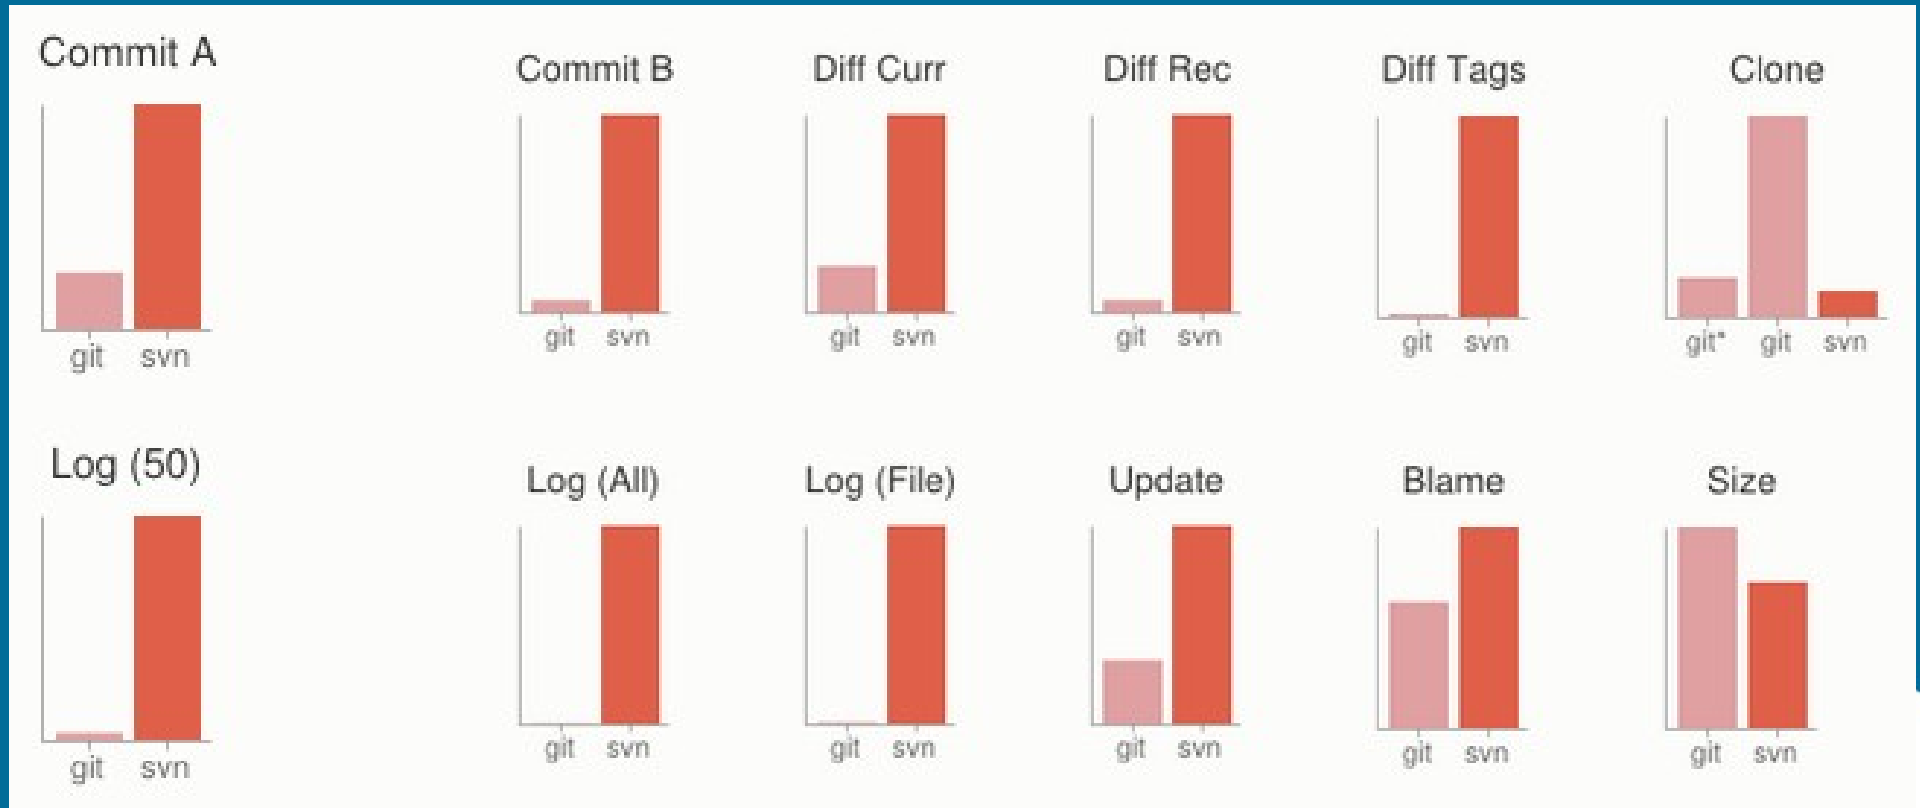 Commit A
Commit B
Diff Curr
Diff Rec
Diff Tags
Clone
git svn
git svn
git svn
git svn
git svn
git* git svn
Log (50)
Log (All)
Log (File)
Update
Blame
Size
git svn
git svn
git svn
git svn
git svn
git svn